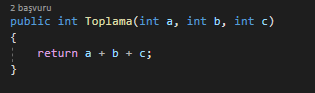 2 başvuru
public int Toplama(int a, int b, int c)
{
    return a + b + c;
}